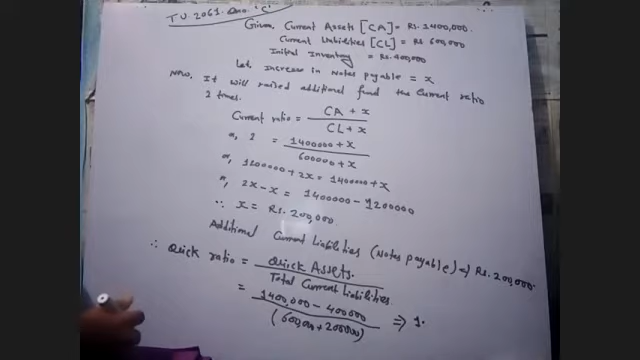 T.U. 2061. Q.no. 'C'
Given, Current Assets [CA] = Rs. 1400,000.
Current liabilities [CL] = Rs 600,000
Initial Inventory = Rs. 400,000
Let, Increase in Notes payable = x
Now, It will raised additional fund the current ratio
2 times.
Current ratio = CA + x / CL + x
or, 2 = 1400000 + x / 600000 + x
or, 1200000 + 2x = 1400000 + x
or, 2x - x = 1400000 - 1200000
∴ x = Rs. 200,000.
Additional Current Liabilities (Notes payable) => Rs. 200,000.
∴ Quick ratio = Quick Assets. / Total Current Liabilities
= 1400,000 - 400000 / (600,000 + 200000) => 1.